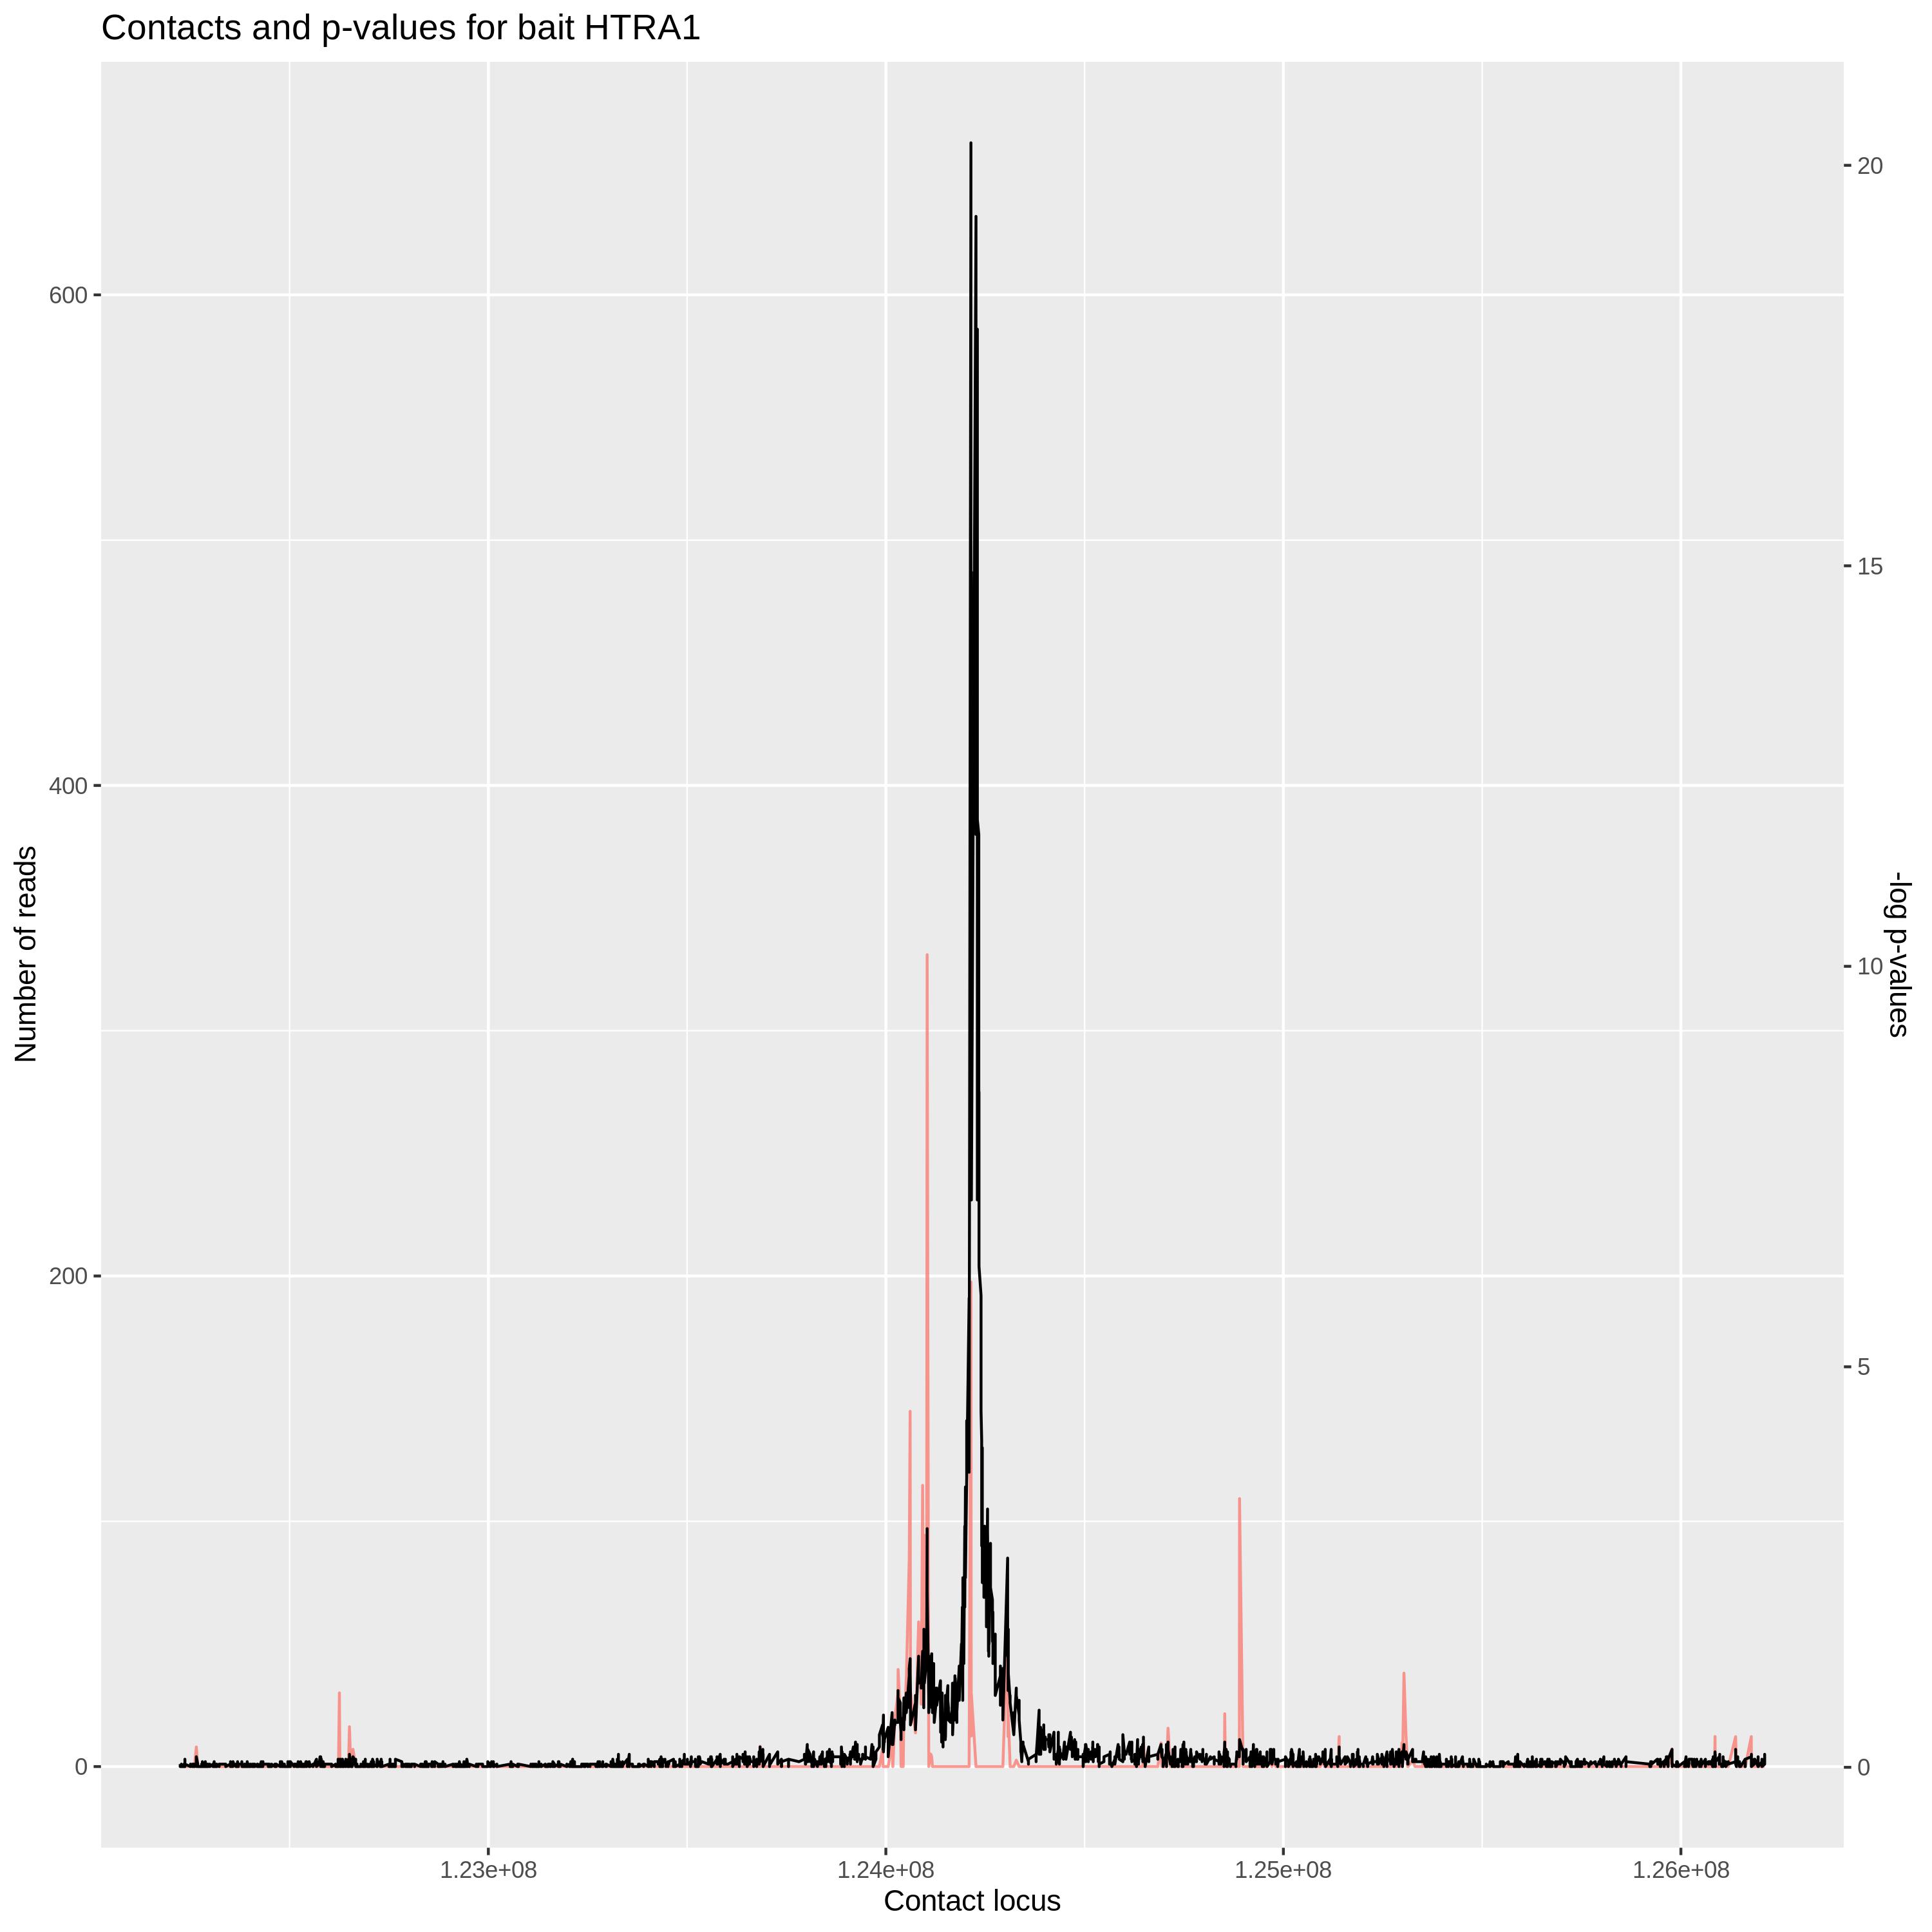 Contacts and p-values for bait HTRA1
Number of reads
600
400
200
0
20
15
10
5
0
-log p-values
1.23e+08
1.24e+08
1.25e+08
1.26e+08
Contact locus